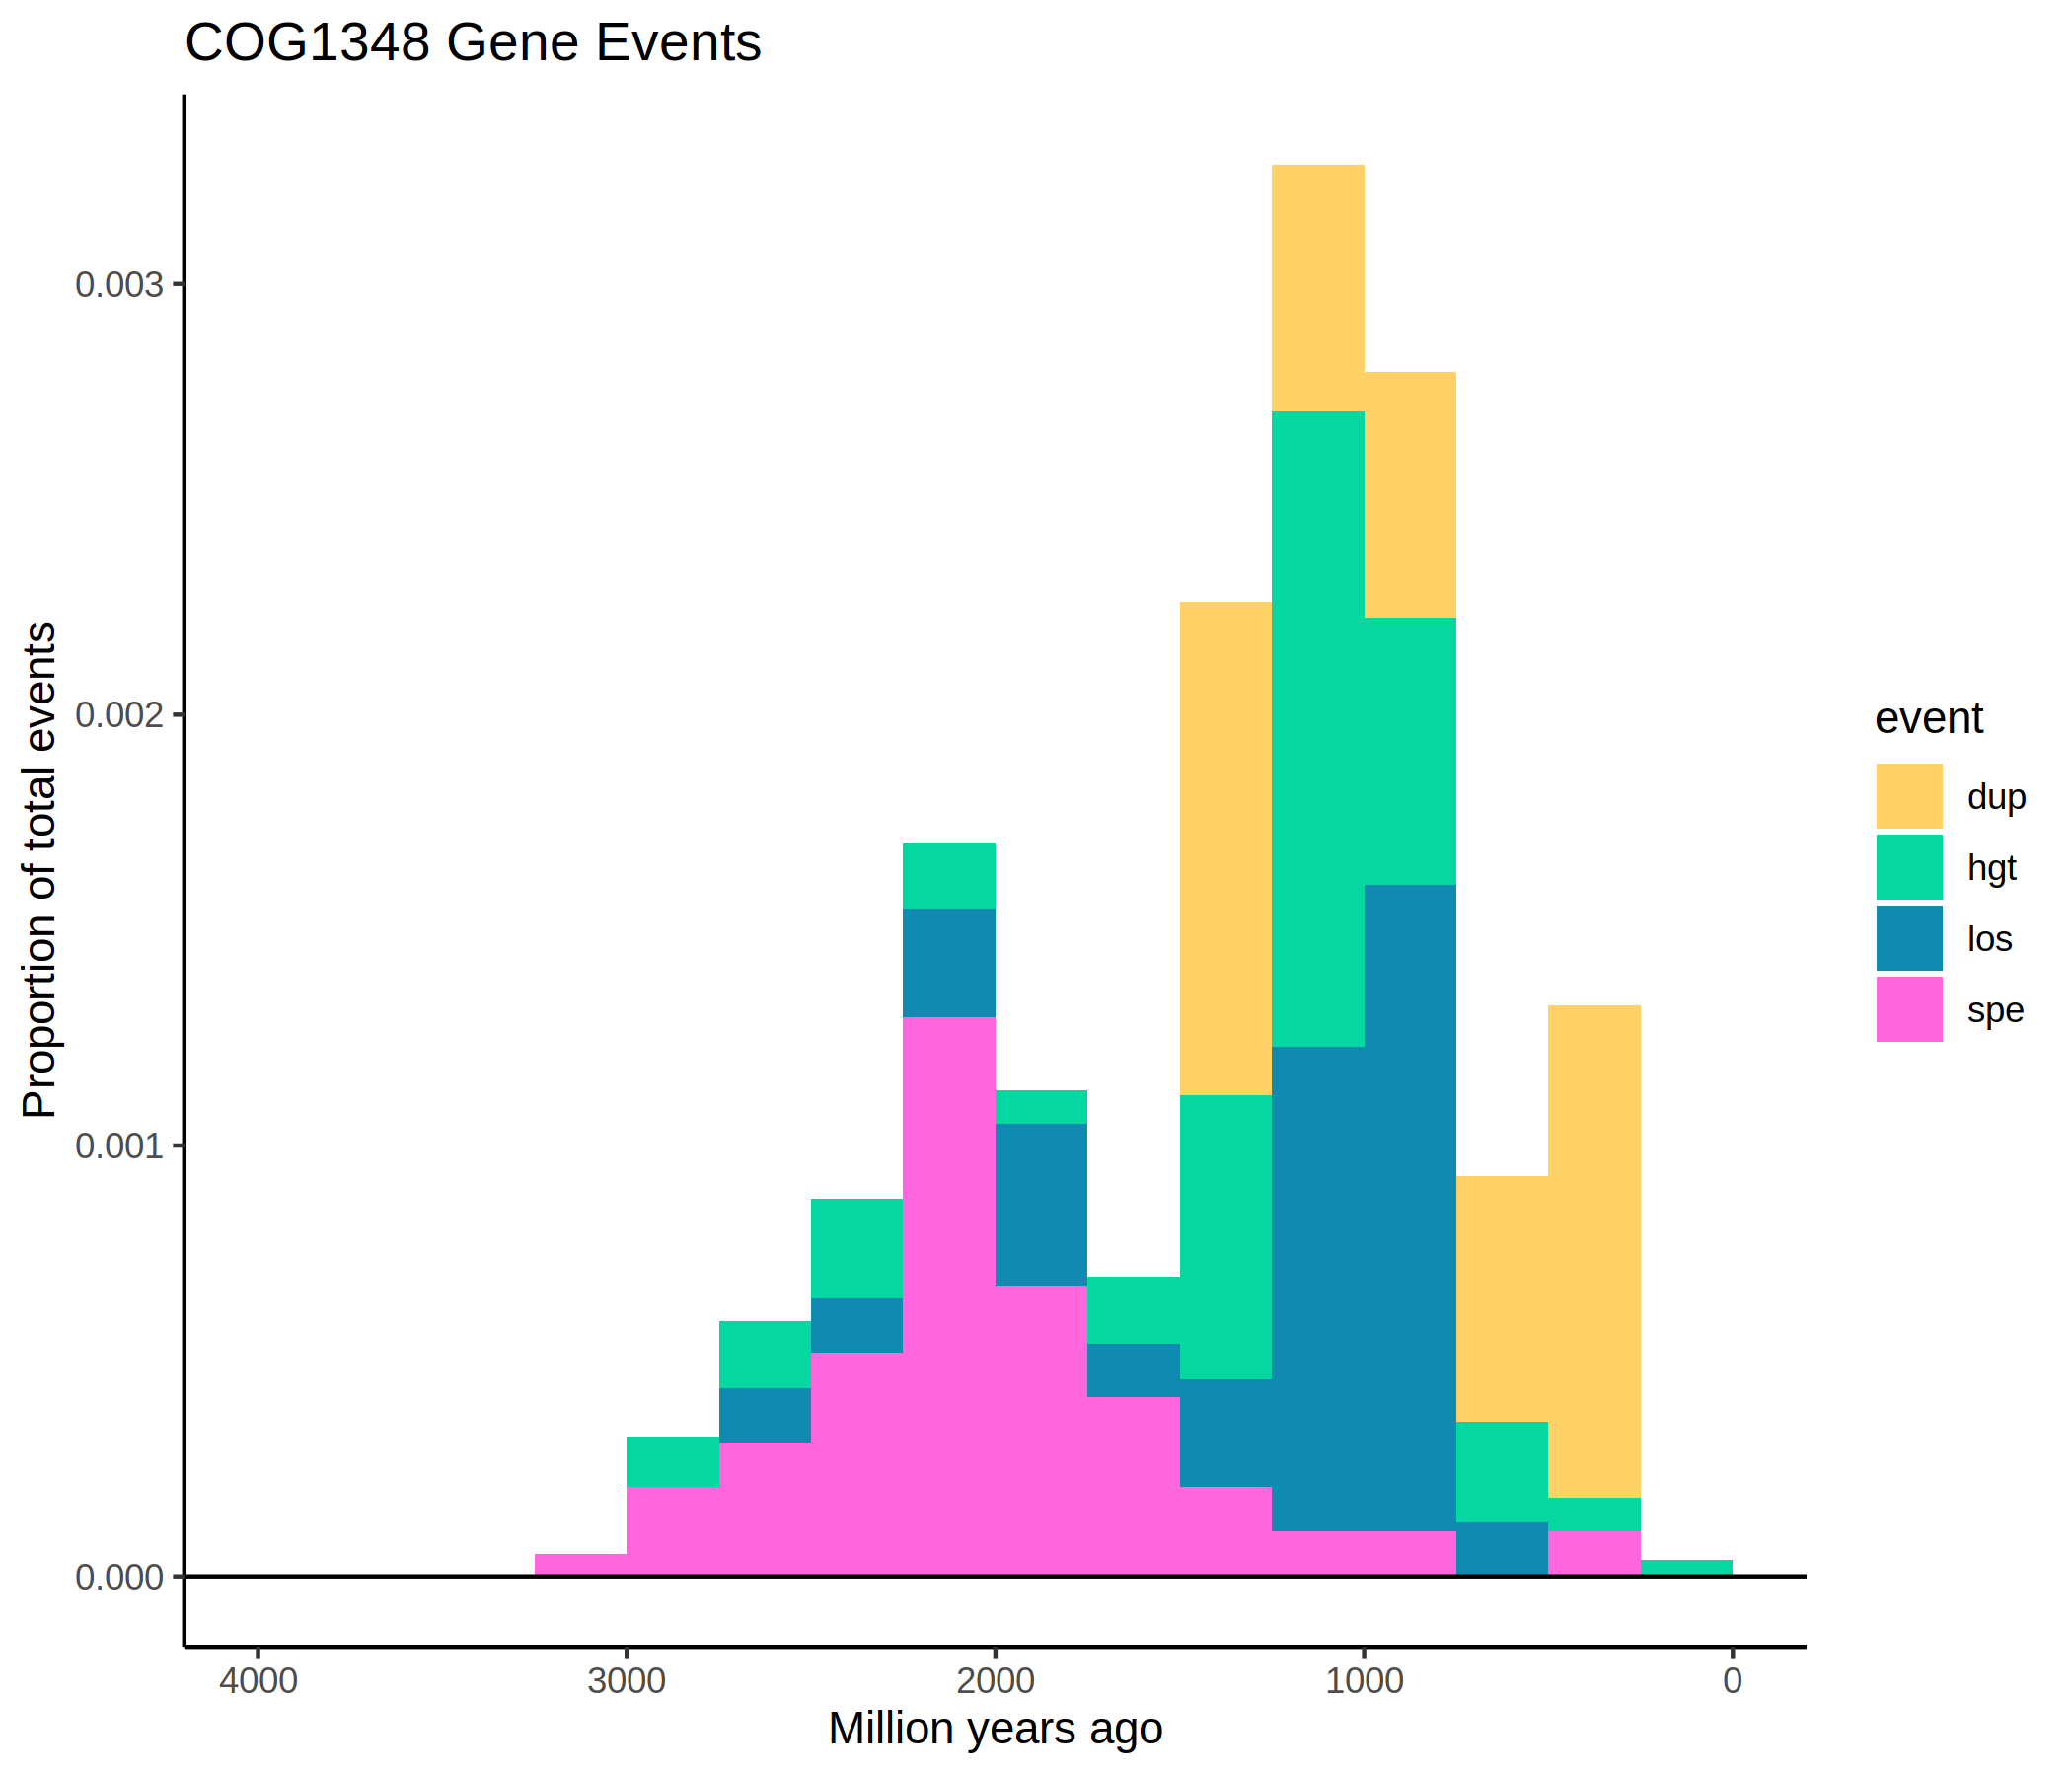 COG1348 Gene Events
Proportion of total events
0.003
0.002
0.001
0.000
4000 3000 2000 1000 0
Million years ago
event
dup
hgt
los
spe